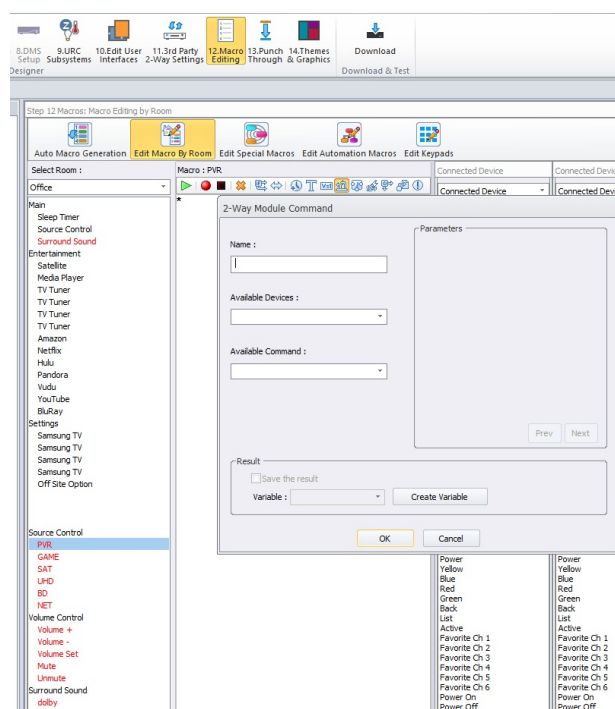 8.DMS Setup
9.URC Subsystems
10.Edit User Interfaces
11.3rd Party 2-Way Settings
12.Macro Editing
13.Punch Through
14.Themes & Graphics
Download
Designer
Download & Test
Step 12 Macros: Macro Editing by Room
Auto Macro Generation
Edit Macro By Room
Edit Special Macros
Edit Automation Macros
Edit Keypads
Select Room :
Office
Main
Sleep Timer
Source Control
Surround Sound
Entertainment
Satellite
Media Player
TV Tuner
TV Tuner
TV Tuner
TV Tuner
Amazon
Netflix
Hulu
Pandora
Vudu
YouTube
BluRay
Settings
Samsung TV
Samsung TV
Samsung TV
Samsung TV
Off Site Option
Source Control
PVR
GAME
SAT
UHD
BD
NET
Volume Control
Volume +
Volume -
Volume Set
Mute
Unmute
Surround Sound
dolby
Macro : PVR
*
2-Way Module Command
Name :
Available Devices :
Available Command :
Parameters
Prev
Next
Result
Save the result
Variable :
Create Variable
OK
Cancel
Connected Device
Connected Device
Power
Yellow
Blue
Red
Green
Back
List
Active
Favorite Ch 1
Favorite Ch 2
Favorite Ch 3
Favorite Ch 4
Favorite Ch 5
Favorite Ch 6
Power On
Power Off
Connected Devic
Connected Devi
Power
Yellow
Blue
Red
Green
Back
List
Active
Favorite Ch 1
Favorite Ch 2
Favorite Ch 3
Favorite Ch 4
Favorite Ch 5
Favorite Ch 6
Power On
Power Off